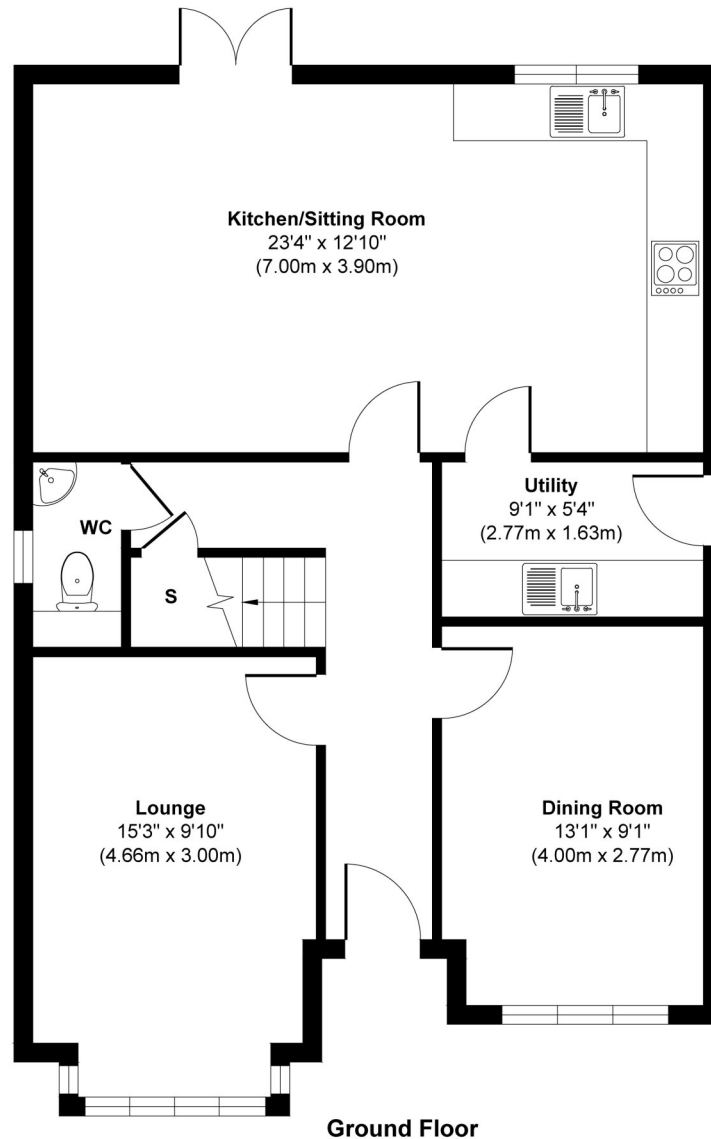 Kitchen/Sitting Room
23'4" x 12'10"
(7.00m x 3.90m)
Utility
9'1" x 5'4"
(2.77m x 1.63m)
WC
S
Lounge
15'3" x 9'10"
(4.66m x 3.00m)
Dining Room
13'1" x 9'1"
(4.00m x 2.77m)
Ground Floor